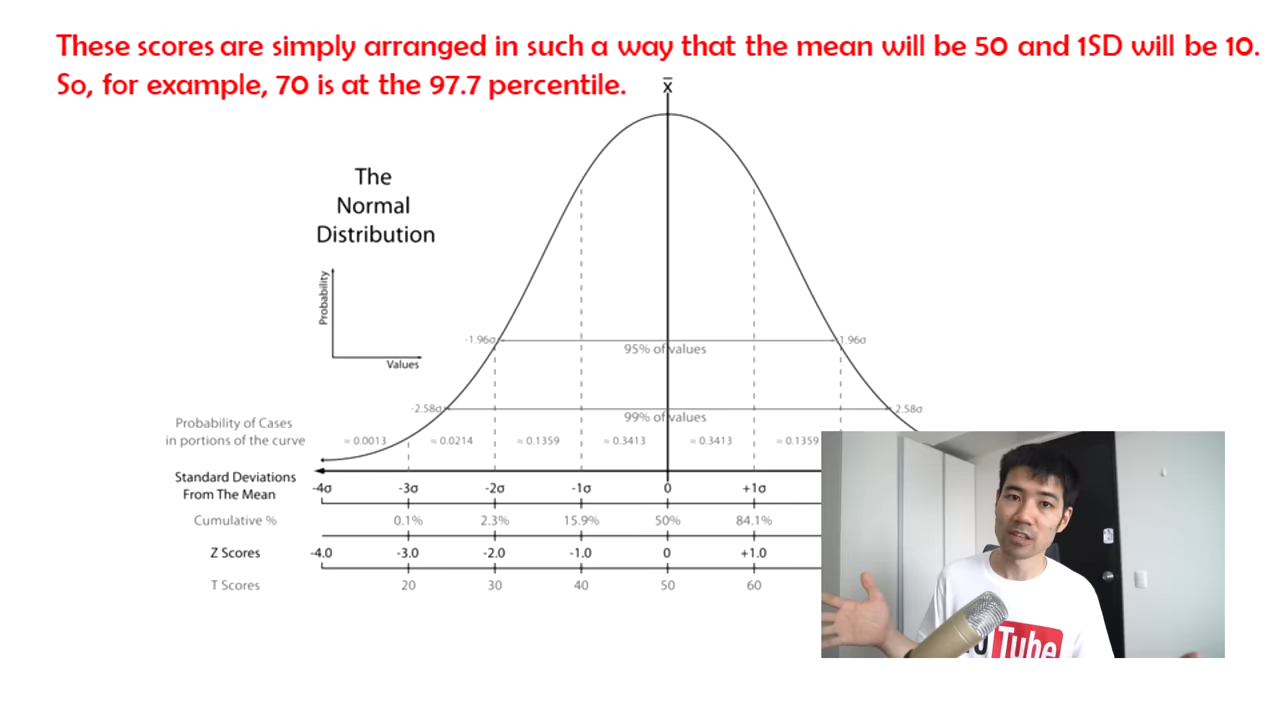 These scores are simply arranged in such a way that the mean will be 50 and 1SD will be 10.
So, for example, 70 is at the 97.7 percentile.
x̄
The
Normal
Distribution
Probability
Values
-1.96σ 1.96σ
95% of values
-2.58σ 2.58σ
99% of values
Probability of Cases
in portions of the curve
≈ 0.0013 ≈ 0.0214 ≈ 0.1359 ≈ 0.3413 ≈ 0.3413 ≈ 0.1359
Standard Deviations
From The Mean
-4σ -3σ -2σ -1σ 0 +1σ
Cumulative % 0.1% 2.3% 15.9% 50% 84.1%
Z Scores -4.0 -3.0 -2.0 -1.0 0 +1.0
T Scores 20 30 40 50 60
Tube